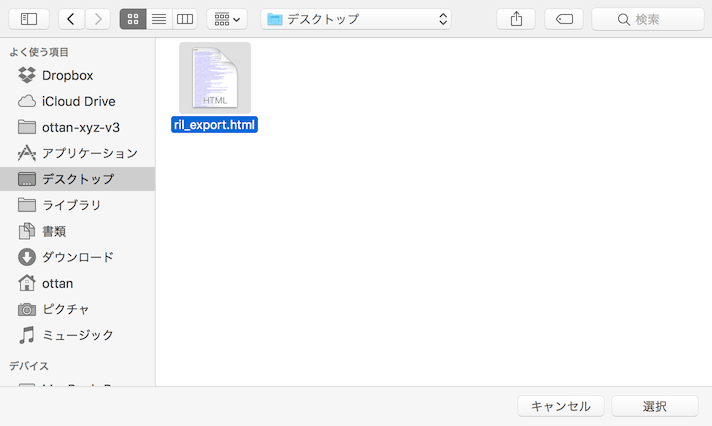 デスクトップ
検索
よく使う項目
Dropbox
iCloud Drive
ottan-xyz-v3
アプリケーション
デスクトップ
ライブラリ
書類
ダウンロード
ottan
ピクチャ
ミュージック
デバイス
HTML
ril_export.html
キャンセル
選択